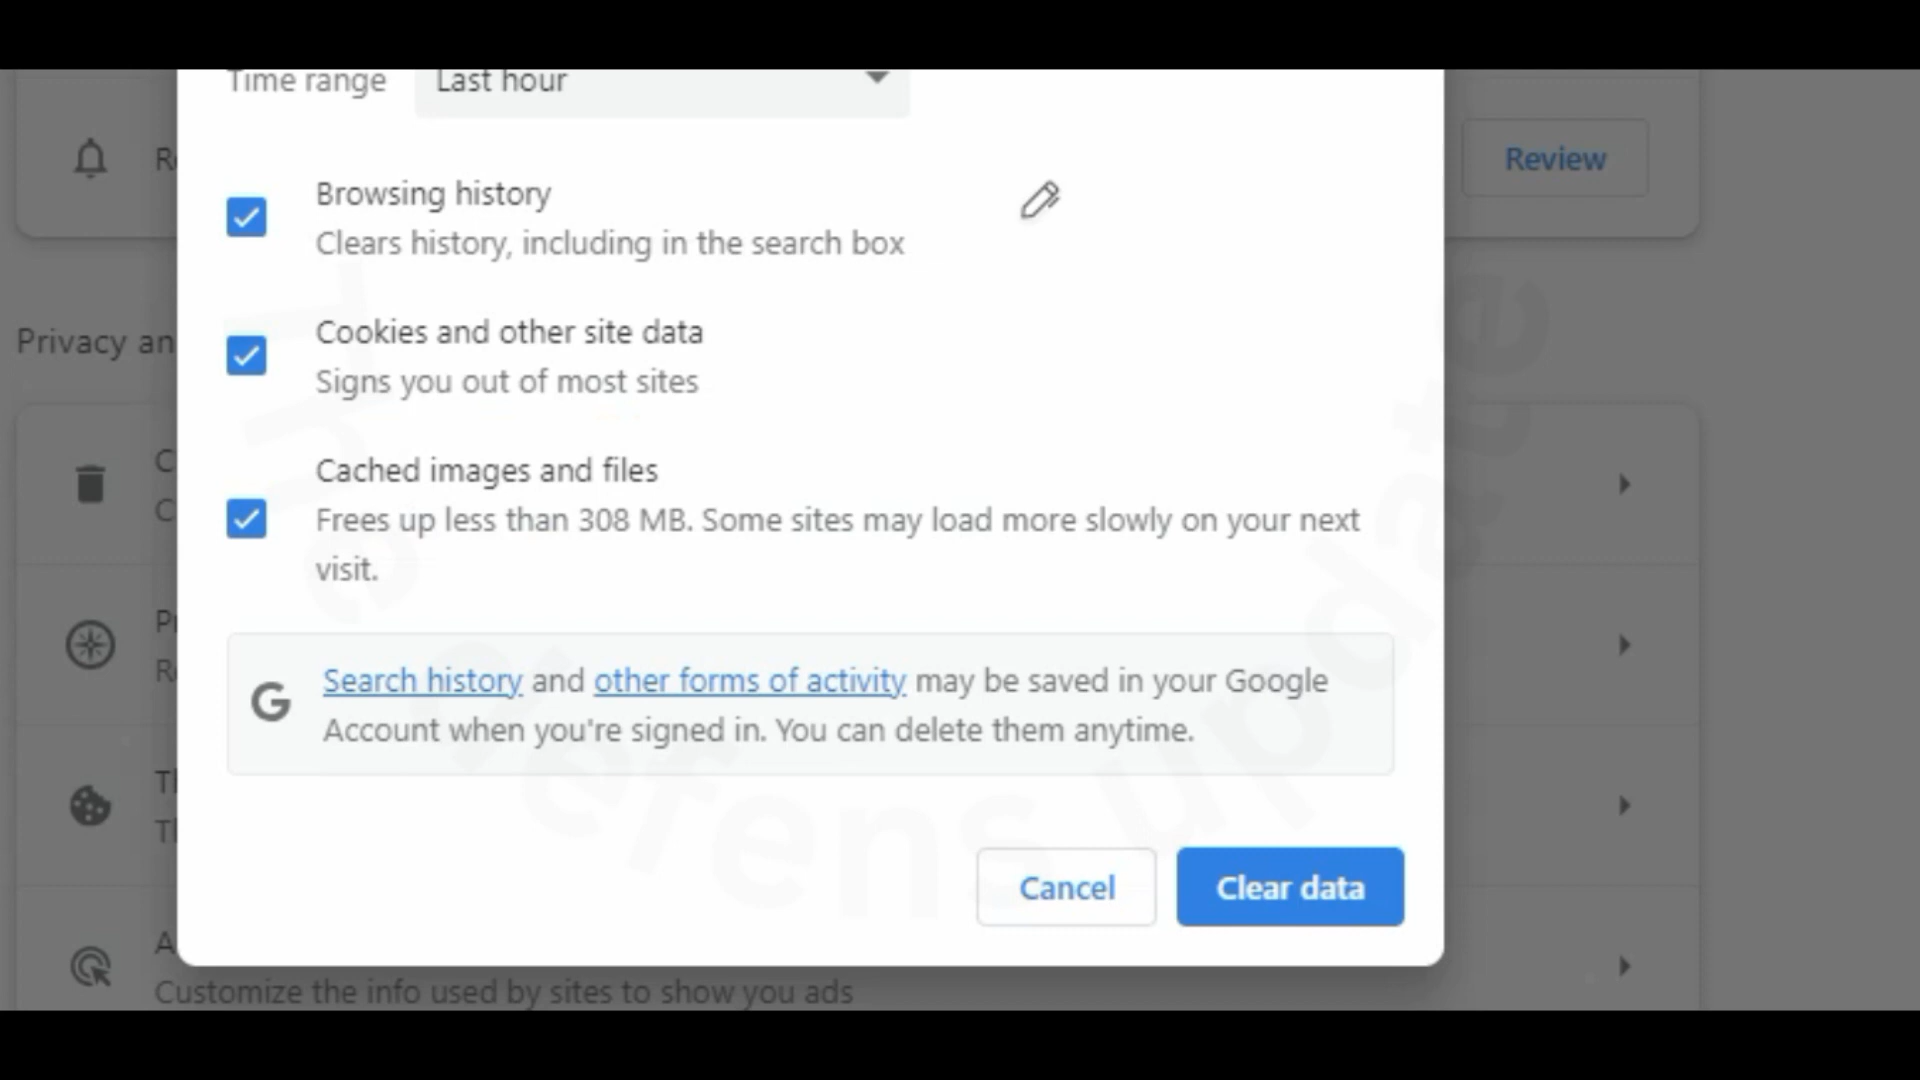 Time range Last hour
Review
Browsing history
Clears history, including in the search box
Privacy an
Cookies and other site data
Signs you out of most sites
C
Cached images and files
C
Frees up less than 308 MB. Some sites may load more slowly on your next
visit.
Search history and other forms of activity may be saved in your Google
G
Account when you're signed in. You can delete them anytime.
Cancel
Clear data
A
Customize the info used by sites to show you ads
defens update